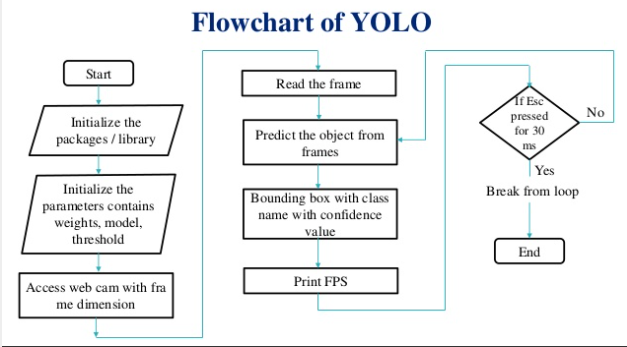 Flowchart of YOLO
Start
Initialize the
packages / library
Initialize the
parameters contains
weights, model,
threshold
Access web cam with fra
me dimension
Read the frame
Predict the object from
frames
Bounding box with class
name with confidence
value
Print FPS
If Esc
pressed
for 30
ms
No
Yes
Break from loop
End